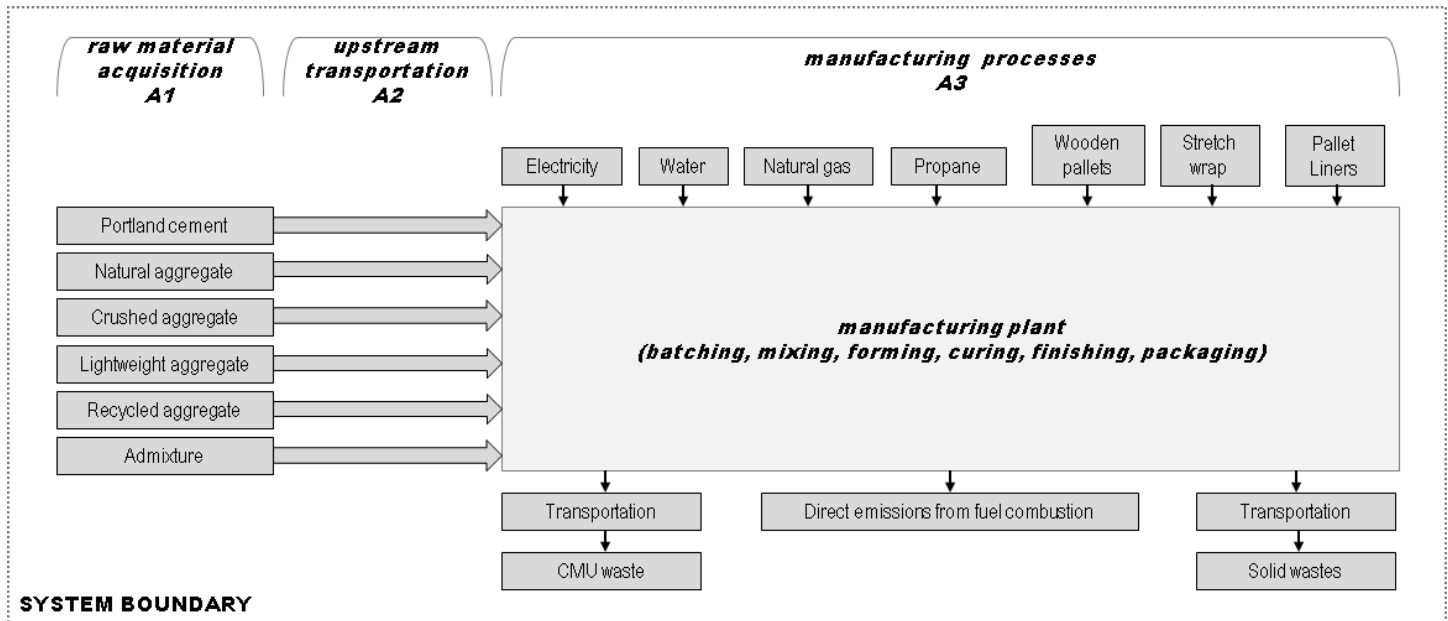 raw material
acquisition
A1
upstream
transportation
A2
manufacturing processes
A3
Electricity
Water
Natural gas
Propane
Wooden
pallets
Stretch
wrap
Pallet
Liners
Portland cement
Natural aggregate
Crushed aggregate
Lightweight aggregate
Recycled aggregate
Admixture
manufacturing plant
(batching, mixing, forming, curing, finishing, packaging)
Transportation
Direct emissions from fuel combustion
Transportation
CMU waste
Solid wastes
SYSTEM BOUNDARY